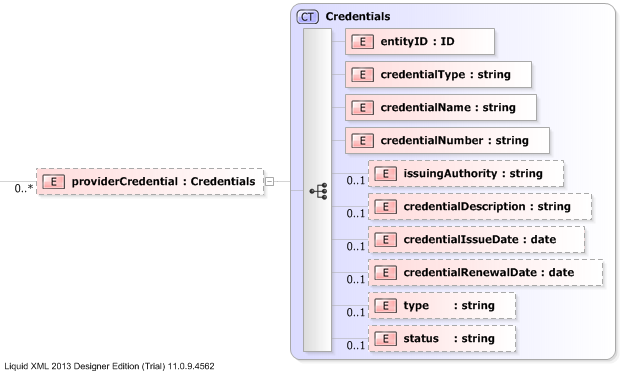 CT Credentials
E entityID : ID
E credentialType : string
E credentialName : string
E credentialNumber : string
0..1 E issuingAuthority : string
0..* E providerCredential : Credentials
0..1 E credentialDescription : string
0..1 E credentialIssueDate : date
0..1 E credentialRenewalDate : date
0..1 E type : string
0..1 E status : string
Liquid XML 2013 Designer Edition (Trial) 11.0.9.4562